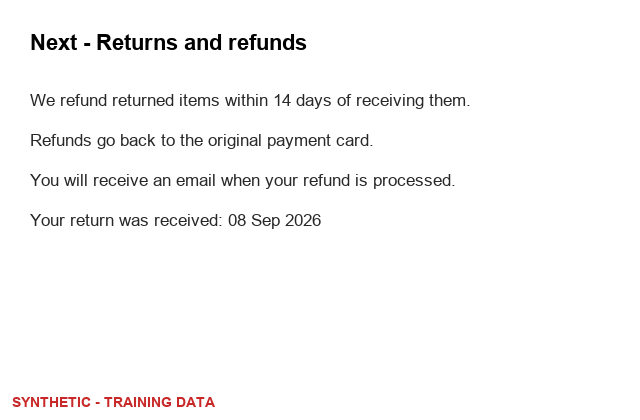 Next - Returns and refunds
We refund returned items within 14 days of receiving them.
Refunds go back to the original payment card.
You will receive an email when your refund is processed.
Your return was received: 08 Sep 2026
SYNTHETIC - TRAINING DATA